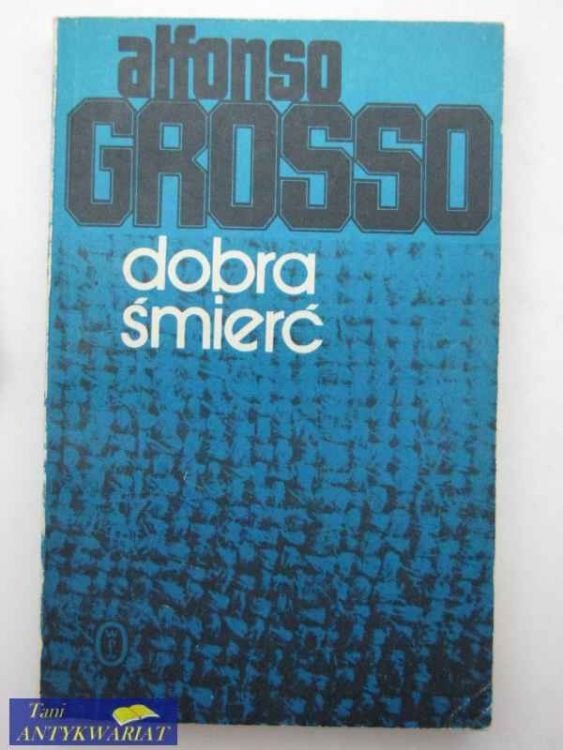 alfonso
GROSSO
dobra
śmierć
Tani
ANTYKWARIAT